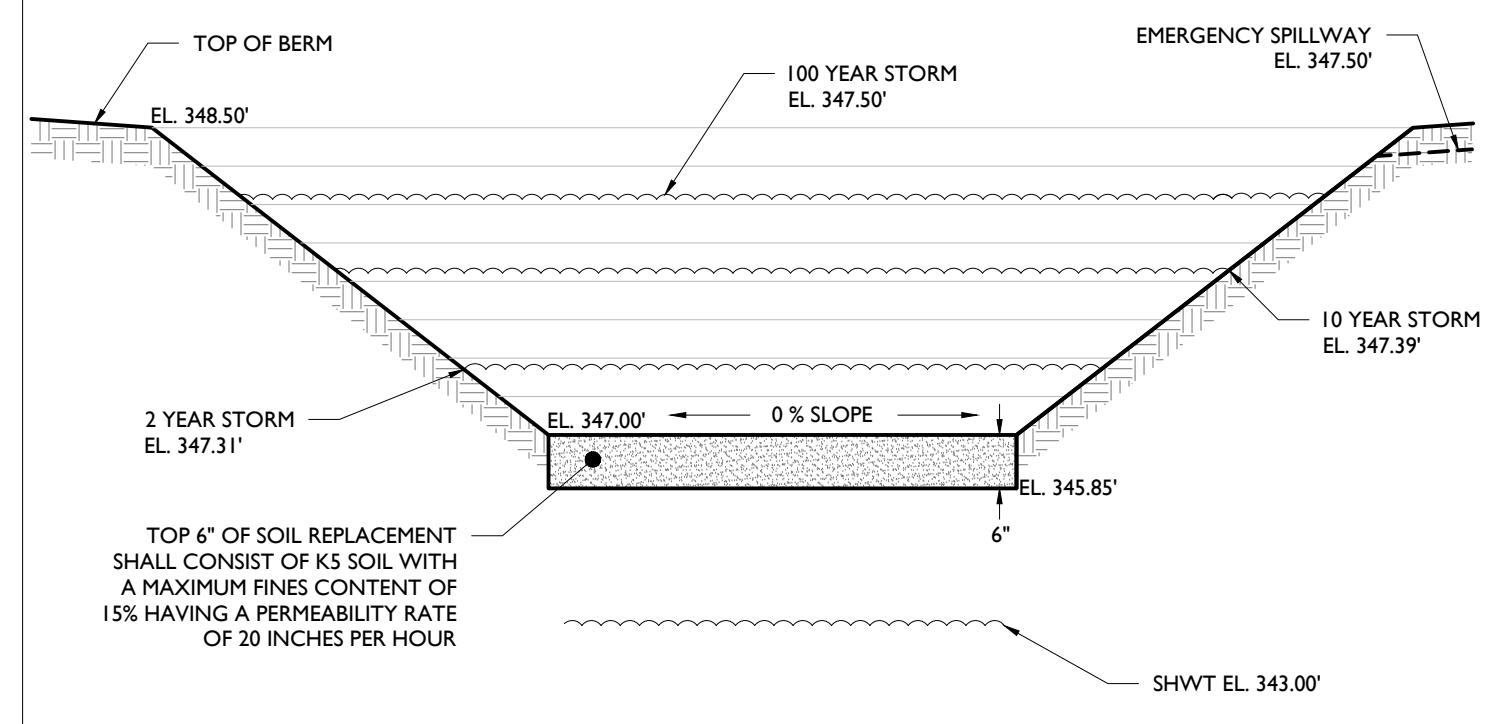 TOP OF BERM
EMERGENCY SPILLWAY
EL. 347.50'
100 YEAR STORM
EL. 347.50'
EL. 348.50'
10 YEAR STORM
EL. 347.39'
2 YEAR STORM
EL. 347.31'
EL. 347.00'
0 % SLOPE
EL. 345.85'
6"
TOP 6" OF SOIL REPLACEMENT
SHALL CONSIST OF K5 SOIL WITH
A MAXIMUM FINES CONTENT OF
15% HAVING A PERMEABILITY RATE
OF 20 INCHES PER HOUR
SHWT EL. 343.00'